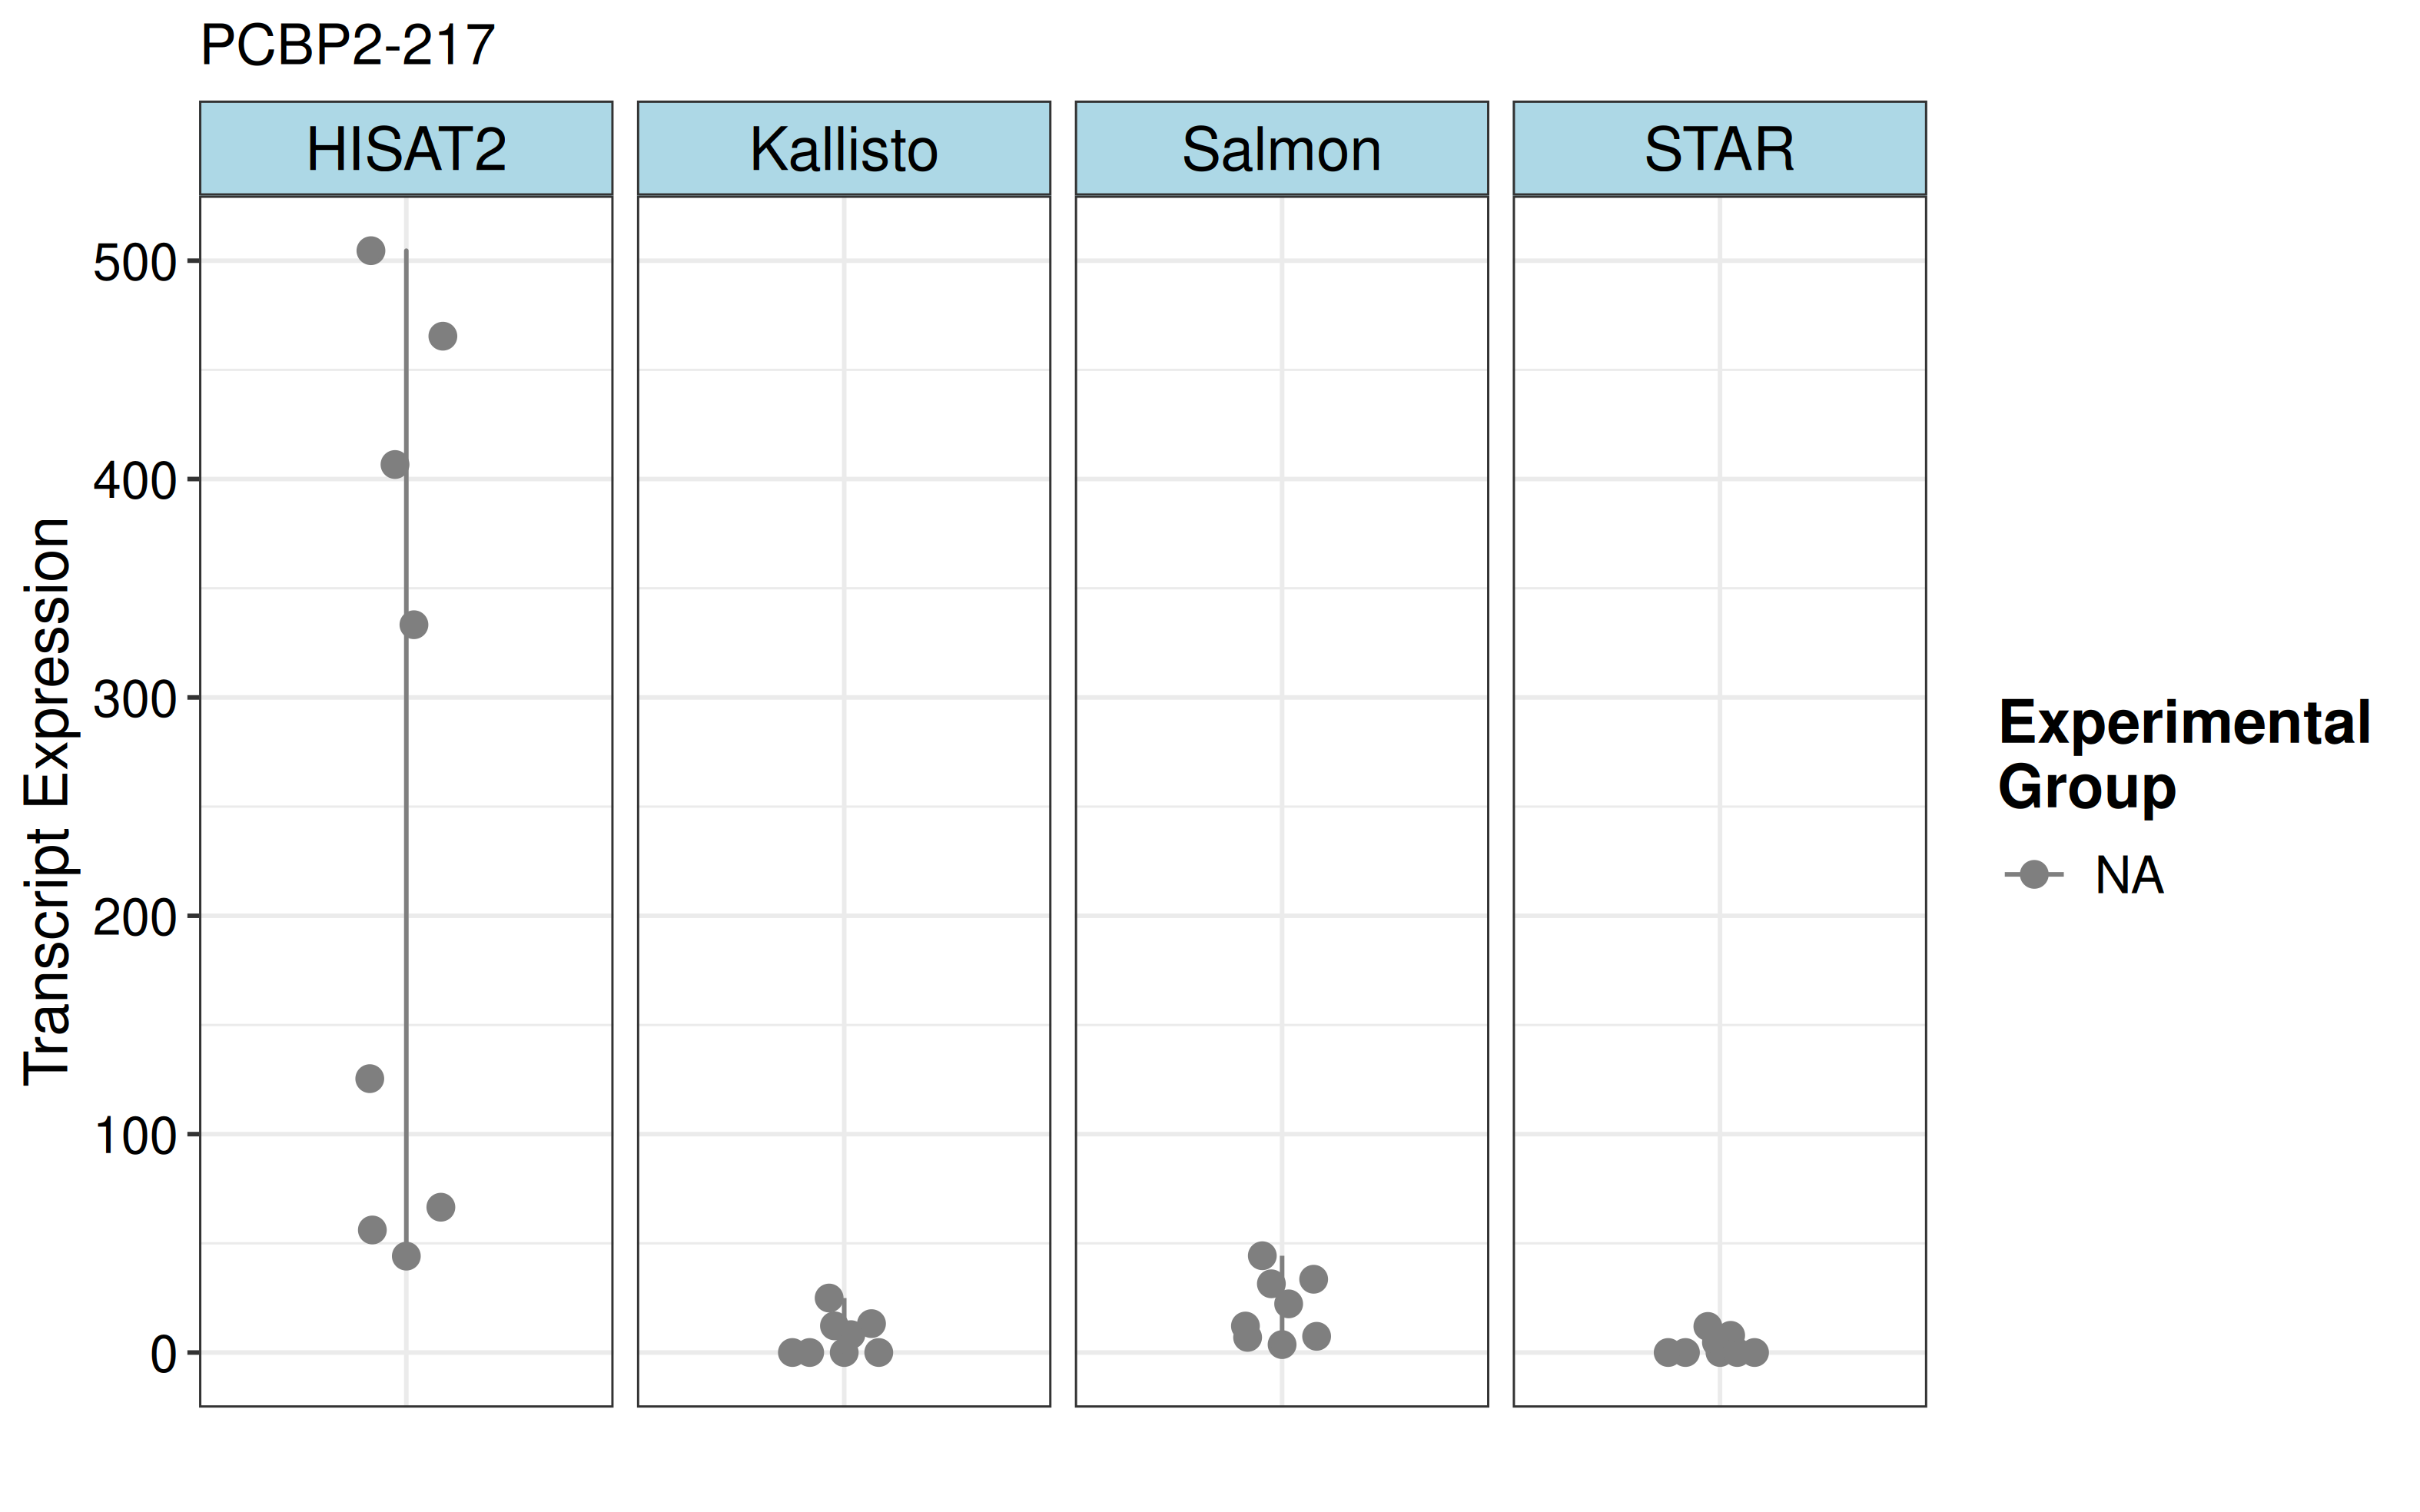 PCBP2-217
HISAT2 Kallisto Salmon STAR
500
400
300
200
100
0
Transcript Expression
Experimental
Group
NA